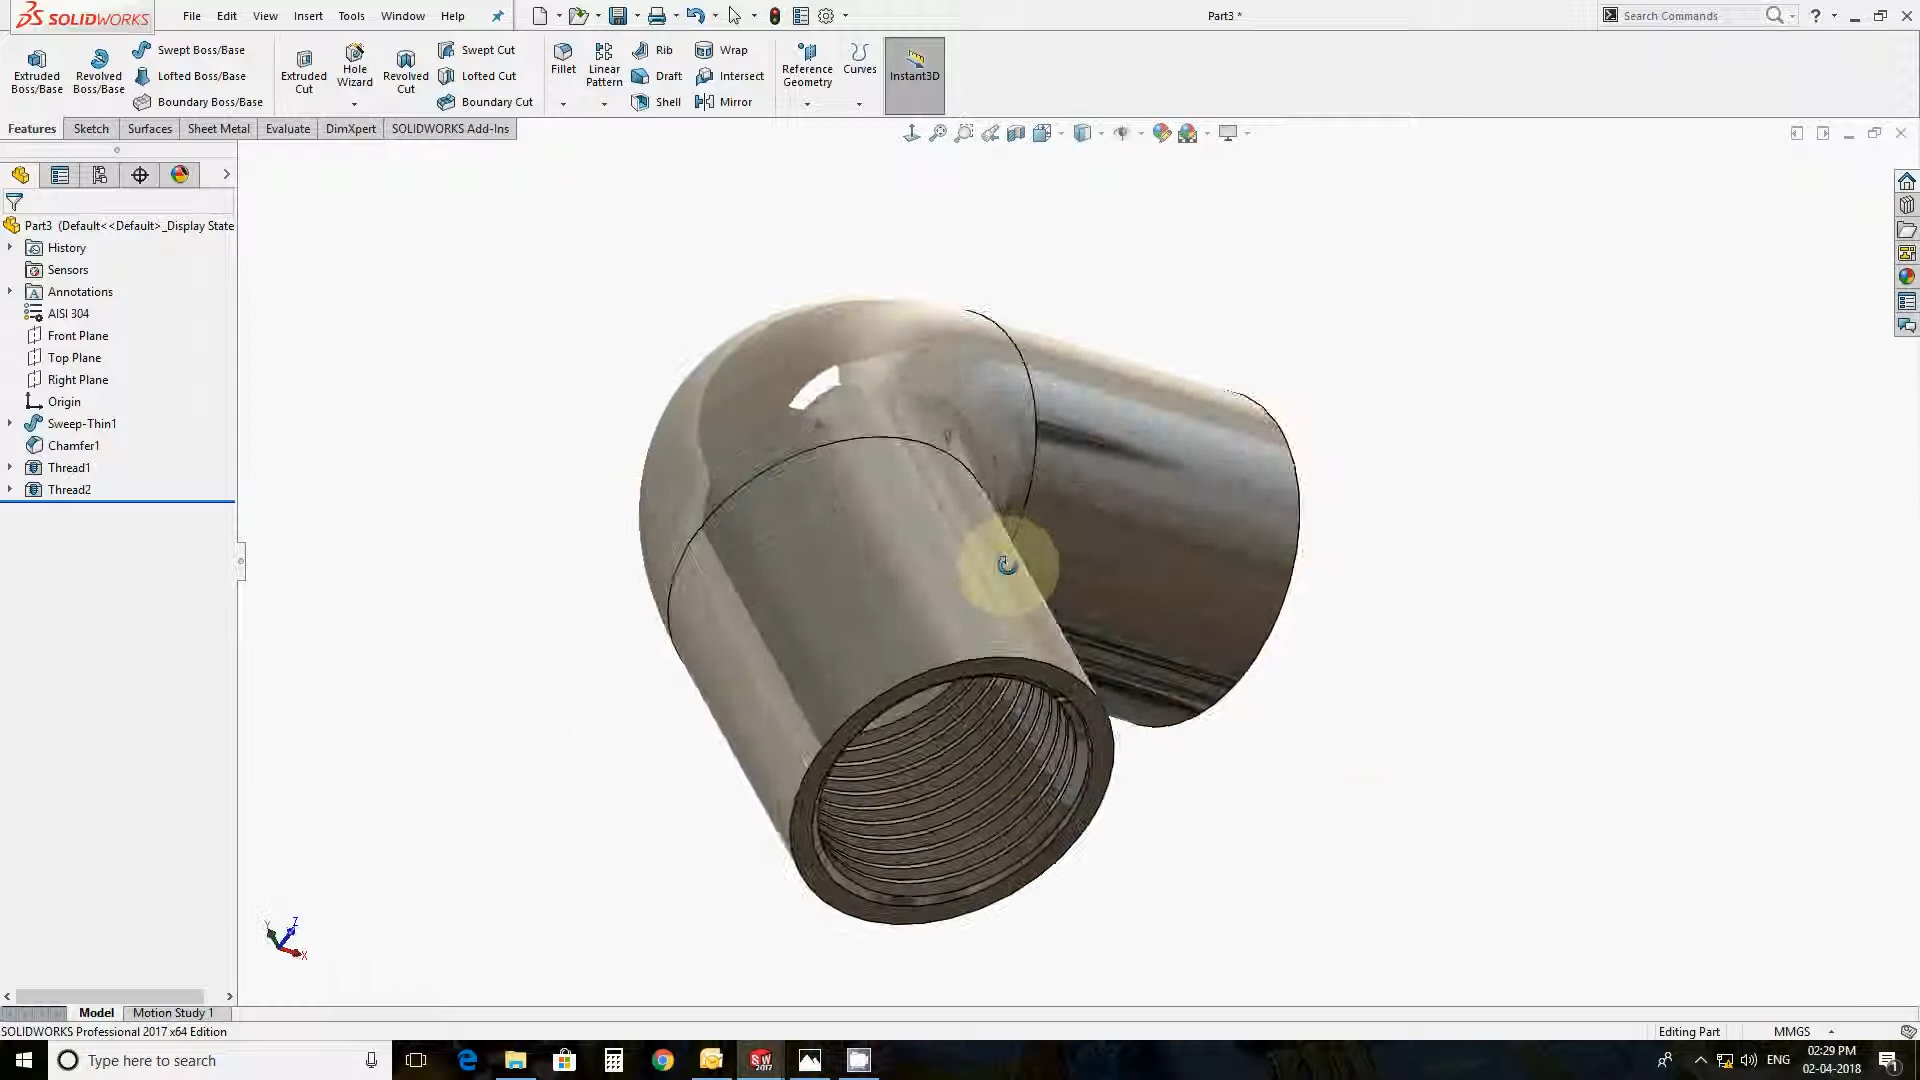 SOLIDWORKS File Edit View Insert Tools Window Help Part3 * Search Commands
Extruded Boss/Base Revolved Boss/Base Swept Boss/Base Lofted Boss/Base Boundary Boss/Base Extruded Cut Hole Wizard Revolved Cut Swept Cut Lofted Cut Boundary Cut Fillet Linear Pattern Rib Draft Shell Wrap Intersect Mirror Reference Geometry Curves Instant3D
Features Sketch Surfaces Sheet Metal Evaluate DimXpert SOLIDWORKS Add-Ins
Part3 (Default<<Default>_Display State
History
Sensors
Annotations
AISI 304
Front Plane
Top Plane
Right Plane
Origin
Sweep-Thin1
Chamfer1
Thread1
Thread2
Y Z X
Model Motion Study 1
SOLIDWORKS Professional 2017 x64 Edition Editing Part MMGS
Type here to search ENG 02:29 PM
02-04-2018